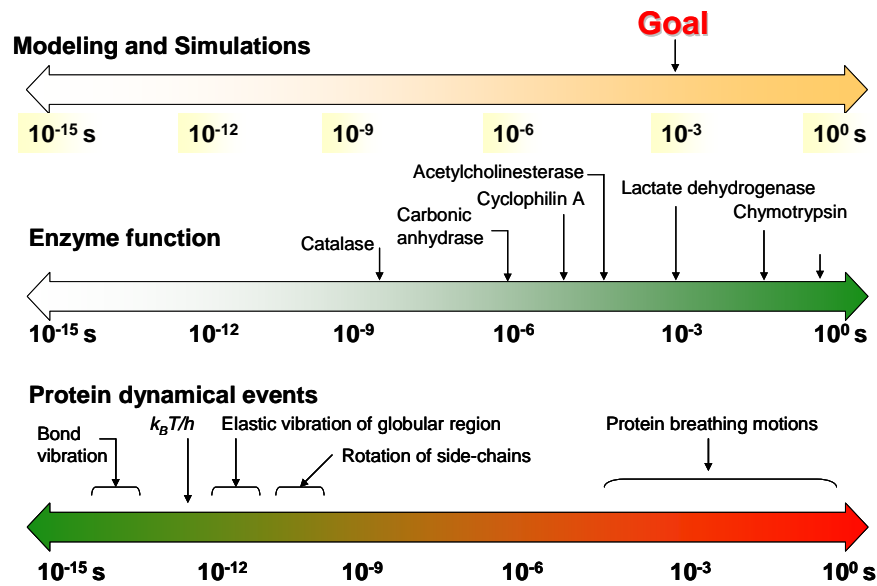 Goal
Modeling and Simulations
10⁻¹⁵ s 10⁻¹² 10⁻⁹ 10⁻⁶ 10⁻³ 10⁰ s
Acetylcholinesterase
Lactate dehydrogenase
Cyclophilin A
Chymotrypsin
Carbonic
anhydrase
Enzyme function
Catalase
10⁻¹⁵ s 10⁻¹² 10⁻⁹ 10⁻⁶ 10⁻³ 10⁰ s
Protein dynamical events
Bond
vibration
k_BT/h
Elastic vibration of globular region
Rotation of side-chains
Protein breathing motions
10⁻¹⁵ s 10⁻¹² 10⁻⁹ 10⁻⁶ 10⁻³ 10⁰ s